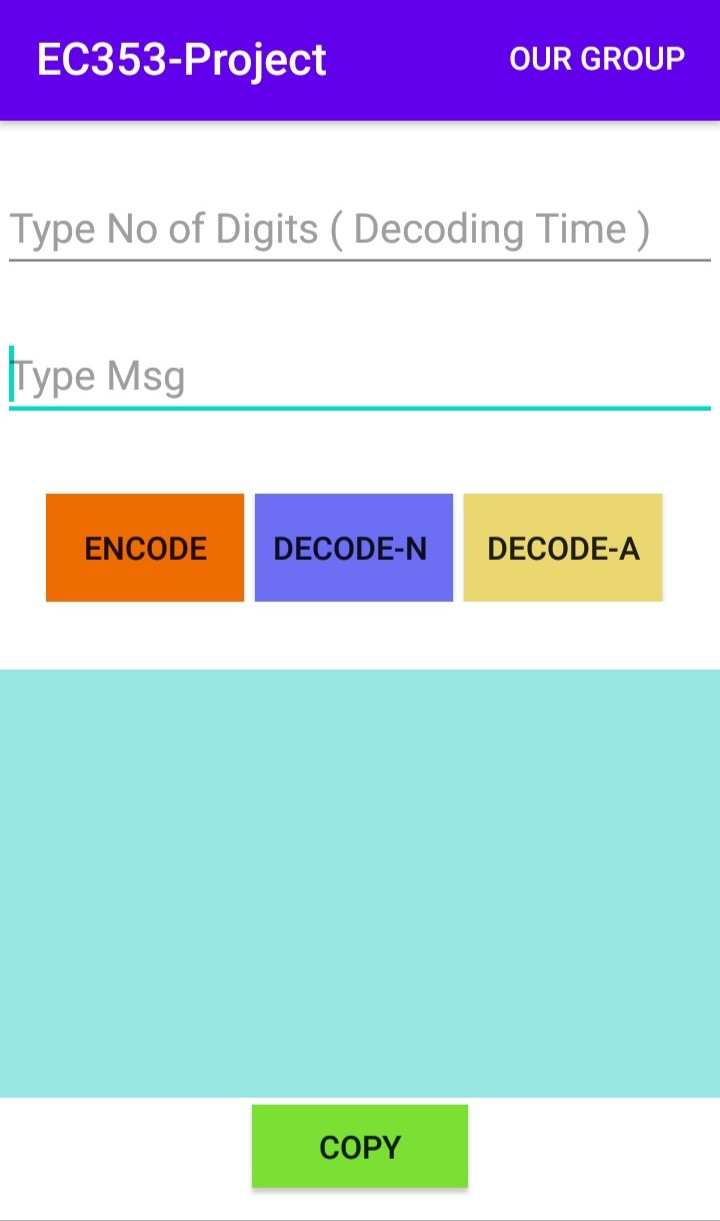 EC353-Project OUR GROUP
Type No of Digits ( Decoding Time )
Type Msg
ENCODE DECODE-N DECODE-A
COPY